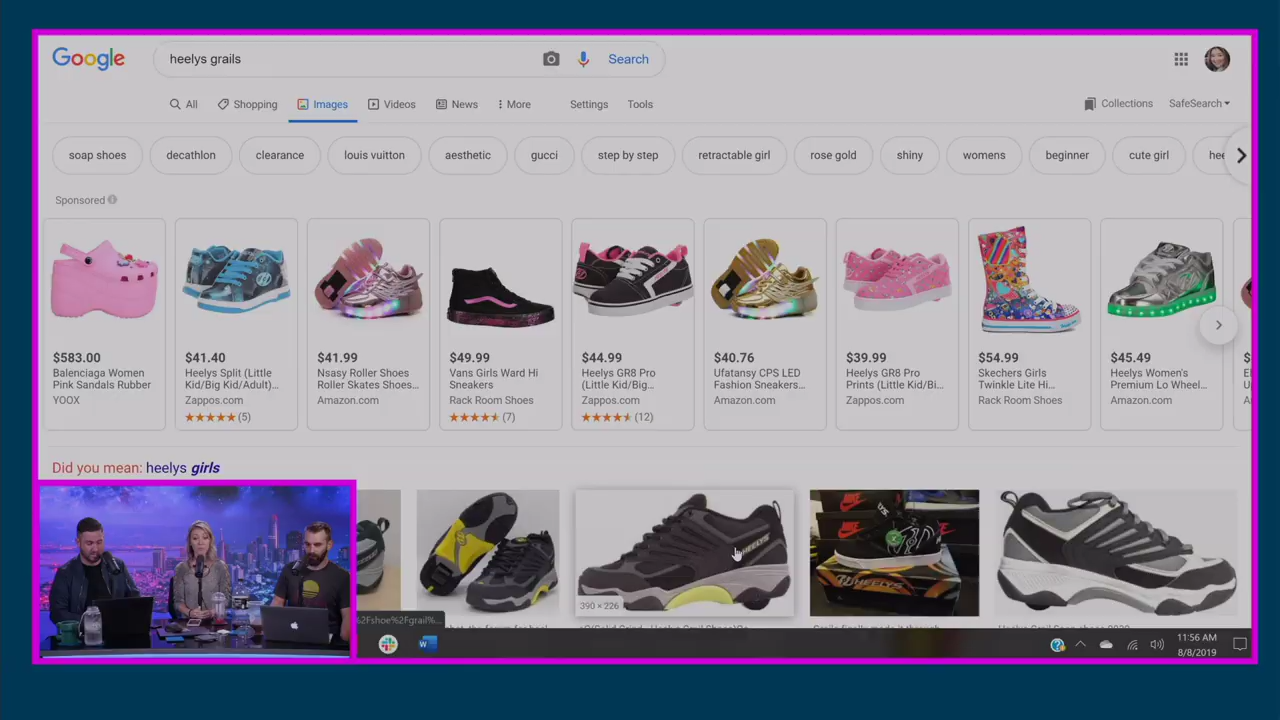 Google
heelys grails
Search
All
Shopping
Images
Videos
News
More
Settings
Tools
Collections
SafeSearch
soap shoes
decathlon
clearance
louis vuitton
aesthetic
gucci
step by step
retractable girl
rose gold
shiny
womens
beginner
cute girl
Sponsored
$583.00
Balenciaga Women
Pink Sandals Rubber
YOOX
$41.40
Heelys Split (Little
Kid/Big Kid/Adult)...
Zappos.com
(5)
$41.99
Nsasy Roller Shoes
Roller Skates Shoes...
Amazon.com
$49.99
Vans Girls Ward Hi
Sneakers
Rack Room Shoes
(7)
$44.99
Heelys GR8 Pro
(Little Kid/Big...
Zappos.com
(12)
$40.76
Ufatansy CPS LED
Fashion Sneakers...
Amazon.com
$39.99
Heelys GR8 Pro
Prints (Little Kid/Bi...
Zappos.com
$54.99
Skechers Girls
Twinkle Lite Hi...
Rack Room Shoes
$45.49
Heelys Women's
Premium Lo Wheel...
Amazon.com
Did you mean: heelys girls
HEELYS
HEELYS
390 × 226
%2Fshoe%2Fgrail%...
W
11:56 AM
8/8/2019